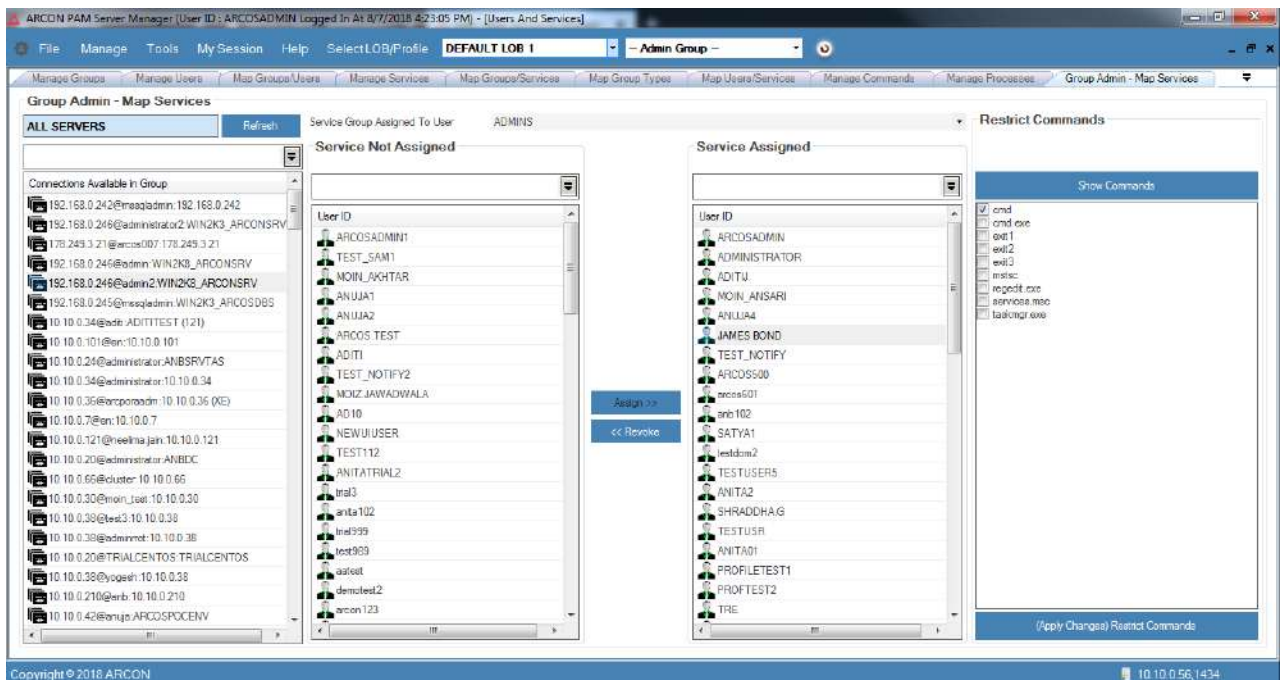 ARCON PAM Server Manager (User ID : ARCOSADMIN Logged In At 8/7/2018 4:23:05 PM) - [Users And Services]
File Manage Tools My Session Help Select LOB/Profile DEFAULT LOB 1 -- Admin Group --
Manage Groups Manage Users Map Groups/Users Manage Services Map Groups/Services Map Group Types Map Users/Services Manage Commands Manage Processes Group Admin - Map Services
Group Admin - Map Services
ALL SERVERS Refresh
Service Group Assigned To User ADMINS
Connections Available in Group
192.168.0.242@mssqladmin:192.168.0.242
192.168.0.246@administrator2:WIN2K3_ARCONSRV
178.249.3.21@arcos007:178.249.3.21
192.168.0.246@admin:WIN2K8_ARCONSRV
192.168.0.246@admin2:WIN2K8_ARCONSRV
192.168.0.245@mssqladmin:WIN2K3_ARCOSDBS
10.10.0.34@aditi:ADITITEST (121)
10.10.0.101@en:10.10.0.101
10.10.0.24@administrator:ANBSRVTAS
10.10.0.34@administrator:10.10.0.34
10.10.0.36@arcporaadm:10.10.0.36 (XE)
10.10.0.7@en:10.10.0.7
10.10.0.121@neelima.jain:10.10.0.121
10.10.0.20@administrator:ANBDC
10.10.0.66@cluster:10.10.0.66
10.10.0.30@moin_test:10.10.0.30
10.10.0.38@test3:10.10.0.38
10.10.0.38@adminrot:10.10.0.38
10.10.0.20@TRIALCENTOS:TRIALCENTOS
10.10.0.38@yogesh:10.10.0.38
10.10.0.210@anb:10.10.0.210
10.10.0.42@anuja:ARCOSPOCENV
Service Not Assigned
User ID
ARCOSADMIN1
TEST_SAM1
MOIN_AKHTAR
ANUJA1
ANUJA2
ARCOS.TEST
ADITI
TEST_NOTIFY2
MOIZ.JAWADWALA
AD10
NEWUIUSER
TEST112
ANITATRIAL2
trial3
anita102
trial999
test989
aatest
demotest2
arcon123
Assign >>
<< Revoke
Service Assigned
User ID
ARCOSADMIN
ADMINISTRATOR
ADITIJ
MOIN_ANSARI
ANUJA4
JAMES BOND
TEST_NOTIFY
ARCOS500
arcos601
anb102
SATYA1
testdom2
TESTUSER5
ANITA2
SHRADDHA.G
TESTUSR
ANITA01
PROFILETEST1
PROFTEST2
TRE
Restrict Commands
Show Commands
cmd
cmd.exe
exit1
exit2
exit3
mstsc
regedit.exe
services.msc
taskmgr.exe
(Apply Changes) Restrict Commands
Copyright © 2018 ARCON 10.10.0.56,1434